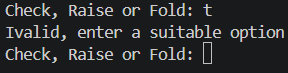 Check, Raise or Fold: t
Ivalid, enter a suitable option
Check, Raise or Fold: